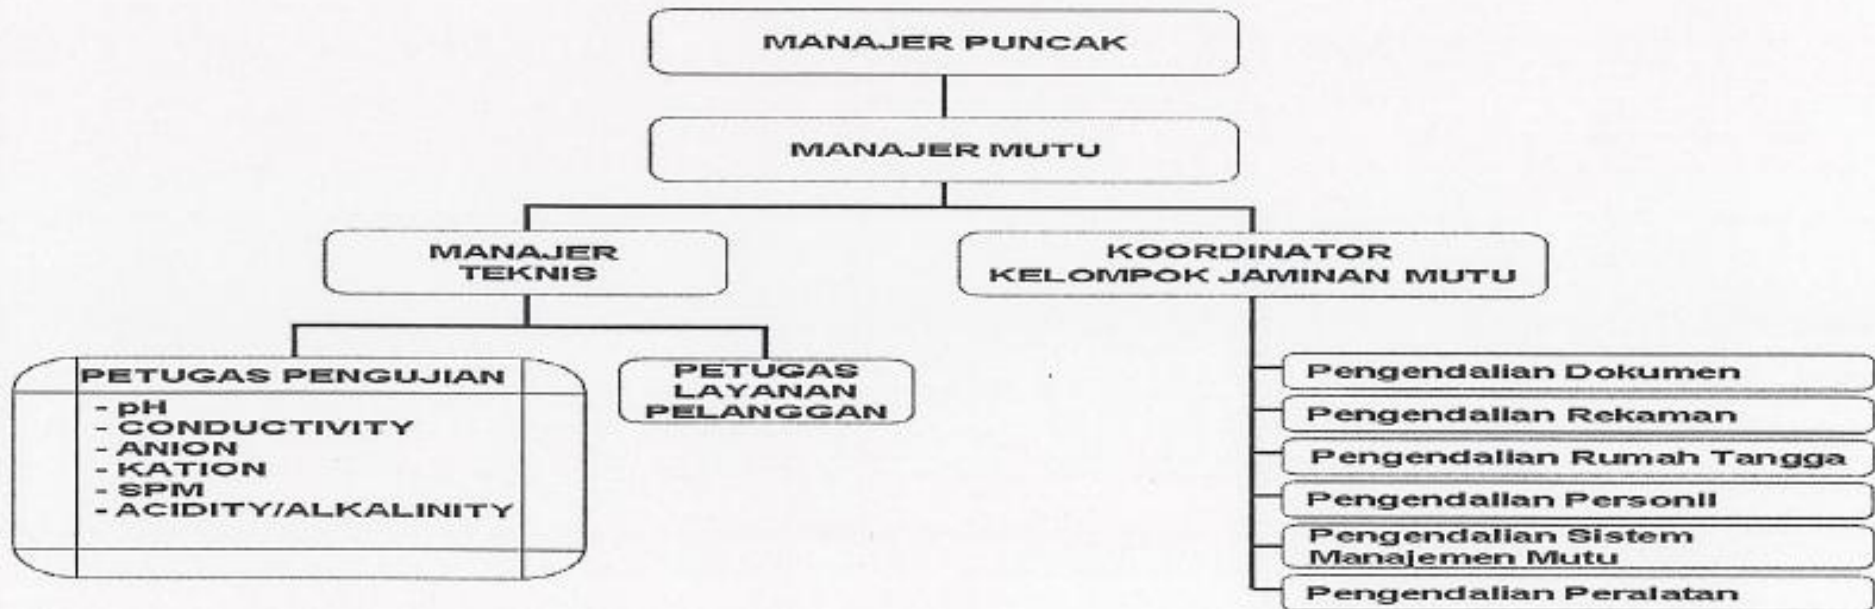 MANAJER PUNCAK
MANAJER MUTU
MANAJER
TEKNIS
KOORDINATOR
KELOMPOK JAMINAN MUTU
PETUGAS PENGUJIAN
- pH
- CONDUCTIVITY
- ANION
- KATION
- SPM
- ACIDITY/ALKALINITY
PETUGAS
LAYANAN
PELANGGAN
Pengendalian Dokumen
Pengendalian Rekaman
Pengendalian Rumah Tangga
Pengendalian Personil
Pengendalian Sistem
Manajemen Mutu
Pengendalian Peralatan